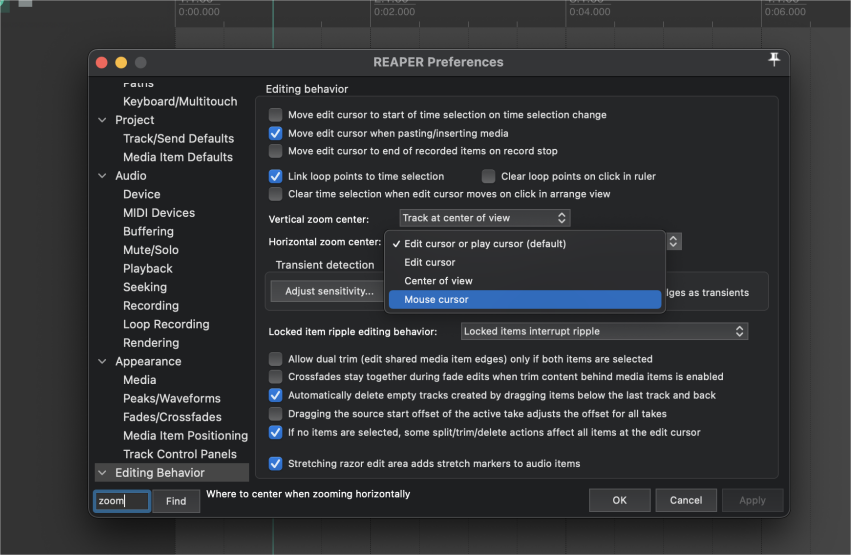 0:00.000
0:02.000
0:04.000
0:06.000
REAPER Preferences
Paths
Keyboard/Multitouch
Project
Track/Send Defaults
Media Item Defaults
Audio
Device
MIDI Devices
Buffering
Mute/Solo
Playback
Seeking
Recording
Loop Recording
Rendering
Appearance
Media
Peaks/Waveforms
Fades/Crossfades
Media Item Positioning
Track Control Panels
Editing Behavior
Editing behavior
Move edit cursor to start of time selection on time selection change
Move edit cursor when pasting/inserting media
Move edit cursor to end of recorded items on record stop
Link loop points to time selection
Clear loop points on click in ruler
Clear time selection when edit cursor moves on click in arrange view
Vertical zoom center: Track at center of view
Horizontal zoom center:
Edit cursor or play cursor (default)
Edit cursor
Center of view
Mouse cursor
Transient detection
Adjust sensitivity...
as transients
Locked item ripple editing behavior: Locked items interrupt ripple
Allow dual trim (edit shared media item edges) only if both items are selected
Crossfades stay together during fade edits when trim content behind media items is enabled
Automatically delete empty tracks created by dragging items below the last track and back
Dragging the source start offset of the active take adjusts the offset for all takes
If no items are selected, some split/trim/delete actions affect all items at the edit cursor
Stretching razor edit area adds stretch markers to audio items
zoom
Find
Where to center when zooming horizontally
OK
Cancel
Apply